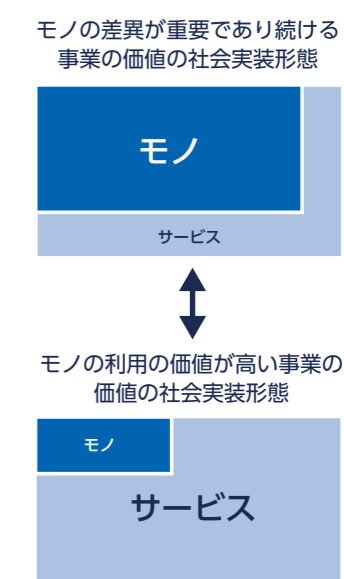 モノの差異が重要であり続ける
事業の価値の社会実装形態
モノ
サービス
モノの利用の価値が高い事業の
価値の社会実装形態
モノ
サービス